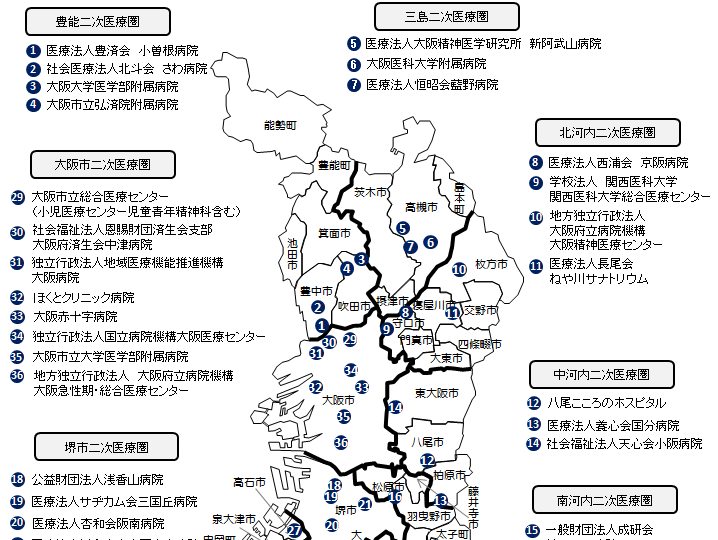 豊能二次医療圏
1 医療法人豊済会　小曽根病院
2 社会医療法人北斗会　さわ病院
3 大阪大学医学部附属病院
4 大阪市立弘済院附属病院
三島二次医療圏
5 医療法人大阪精神医学研究所　新阿武山病院
6 大阪医科大学附属病院
7 医療法人恒昭会藍野病院
北河内二次医療圏
8 医療法人西浦会　京阪病院
9 学校法人　関西医科大学
関西医科大学総合医療センター
10 地方独立行政法人
大阪府立病院機構
大阪精神医療センター
11 医療法人長尾会
ねや川サナトリウム
大阪市二次医療圏
29 大阪市立総合医療センター
（小児医療センター児童青年精神科含む）
30 社会福祉法人恩賜財団済生会支部
大阪府済生会中津病院
31 独立行政法人地域医療機能推進機構
大阪病院
32 ほくとクリニック病院
33 大阪赤十字病院
34 独立行政法人国立病院機構大阪医療センター
35 大阪市立大学医学部附属病院
36 地方独立行政法人　大阪府立病院機構
大阪急性期・総合医療センター
中河内二次医療圏
12 八尾こころのホスピタル
13 医療法人養心会国分病院
14 社会福祉法人天心会小阪病院
堺市二次医療圏
18 公益財団法人浅香山病院
19 医療法人サヂカム会三国丘病院
20 医療法人杏和会阪南病院
南河内二次医療圏
15 一般財団法人成研会
能勢町
豊能町
茨木市
高槻市
島本町
箕面市
池田市
5
7
6
3
4
10
枚方市
豊中市
2
吹田市
摂津市
8
寝屋川市
11
交野市
1
守口市
9
30
29
31
門真市
四條畷市
大東市
34
32
33
大阪市
東大阪市
14
35
36
八尾市
12
柏原市
高石市
18
19
松原市
16
21
13
藤井寺市
堺市
羽曳野市
泉大津市
20
27
太子町
大